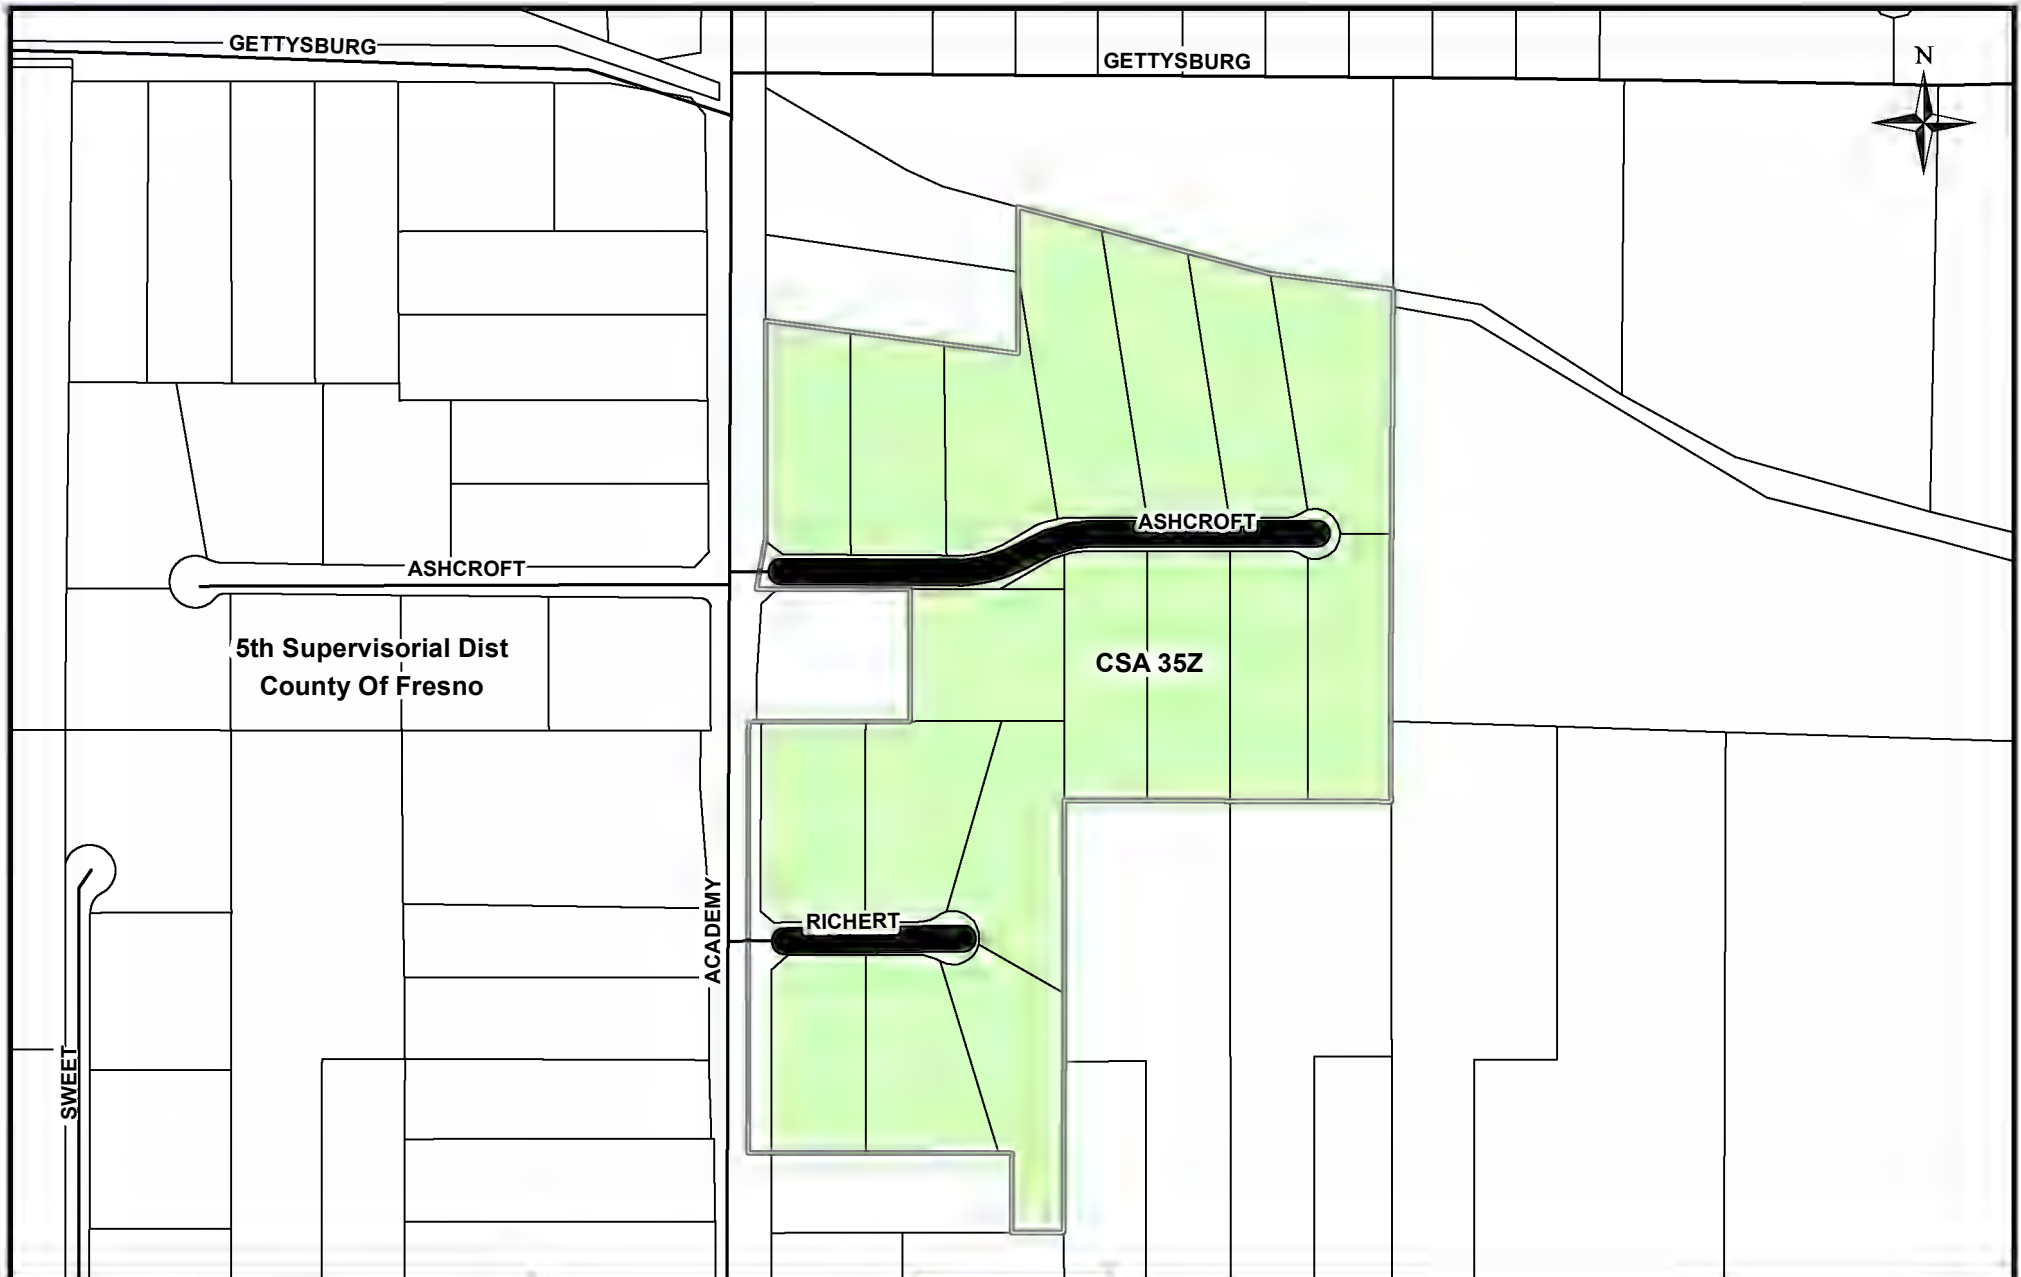 GETTYSBURG
GETTYSBURG
N
ASHCROFT
ASHCROFT
5th Supervisorial Dist
County Of Fresno
CSA 35Z
RICHERT
ACADEMY
SWEET